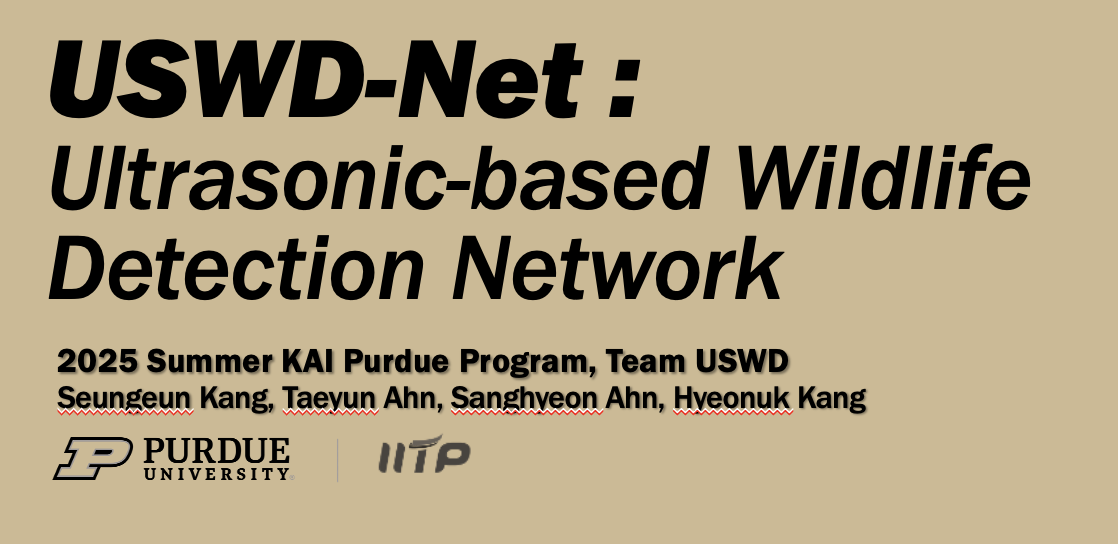 USWD-Net :
Ultrasonic-based Wildlife
Detection Network
2025 Summer KAI Purdue Program, Team USWD
Seungeun Kang, Taeyun Ahn, Sanghyeon Ahn, Hyeonuk Kang
P PURDUE
UNIVERSITY®
IITP